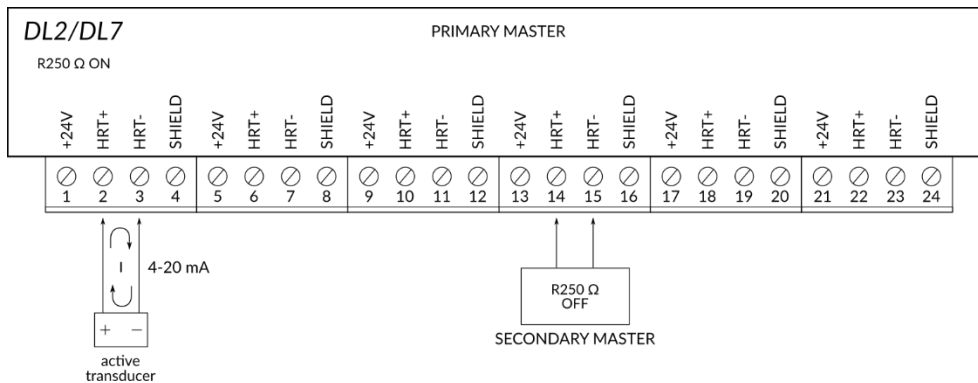 DL2/DL7
PRIMARY MASTER
R250 Ω ON
+24V HRT+ HRT- SHIELD +24V HRT+ HRT- SHIELD +24V HRT+ HRT- SHIELD +24V HRT+ HRT- SHIELD +24V HRT+ HRT- SHIELD +24V HRT+ HRT- SHIELD
1 2 3 4 5 6 7 8 9 10 11 12 13 14 15 16 17 18 19 20 21 22 23 24
I 4-20 mA
+ −
active
transducer
R250 Ω
OFF
SECONDARY MASTER